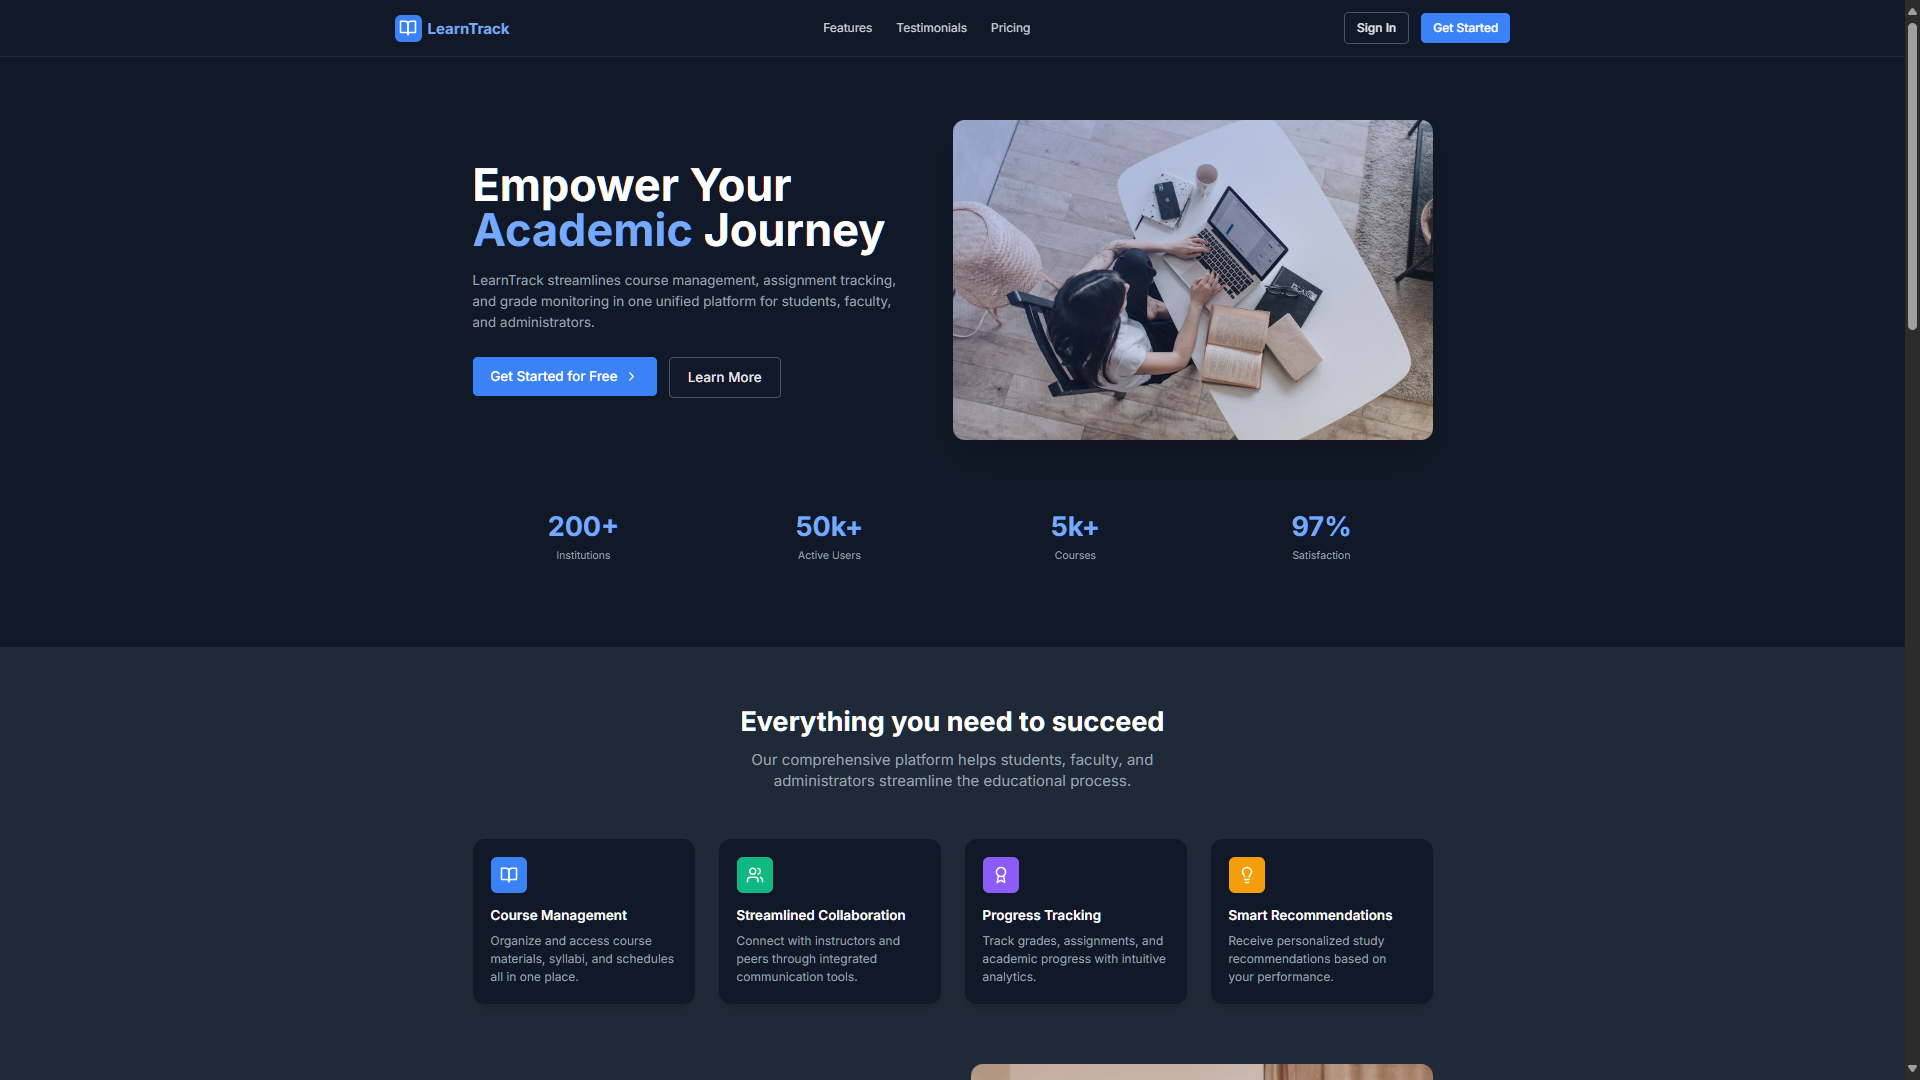 LearnTrack
Features
Testimonials
Pricing
Sign In
Get Started
Empower Your
Academic Journey
LearnTrack streamlines course management, assignment tracking,
and grade monitoring in one unified platform for students, faculty,
and administrators.
Get Started for Free
Learn More
200+
Institutions
50k+
Active Users
5k+
Courses
97%
Satisfaction
Everything you need to succeed
Our comprehensive platform helps students, faculty, and
administrators streamline the educational process.
Course Management
Organize and access course
materials, syllabi, and schedules
all in one place.
Streamlined Collaboration
Connect with instructors and
peers through integrated
communication tools.
Progress Tracking
Track grades, assignments, and
academic progress with intuitive
analytics.
Smart Recommendations
Receive personalized study
recommendations based on
your performance.